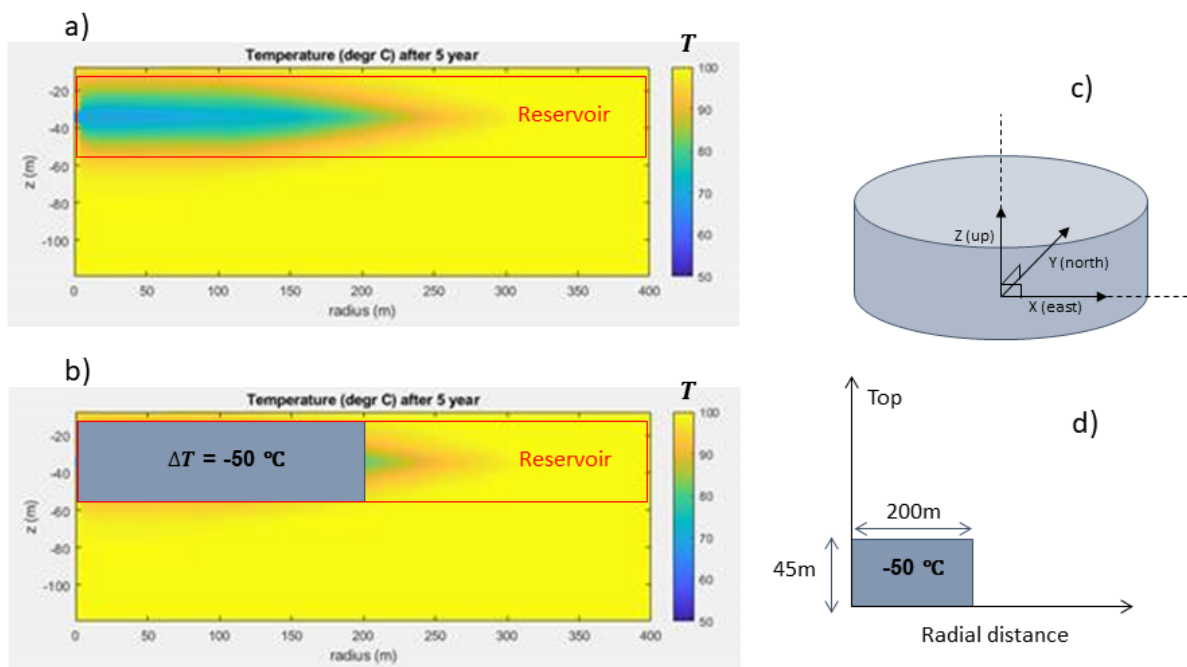 a)
Temperature (degr C) after 5 year
T
Reservoir
-20
-40
-60
-80
-100
z (m)
0 50 100 150 200 250 300 350 400
radius (m)
100
90
80
70
60
50
b)
Temperature (degr C) after 5 year
T
ΔT = -50 °C
Reservoir
-20
-40
-60
-80
-100
z (m)
0 50 100 150 200 250 300 350 400
radius (m)
100
90
80
70
60
50
c)
Z (up)
Y (north)
X (east)
d)
Top
200m
45m
-50 °C
Radial distance